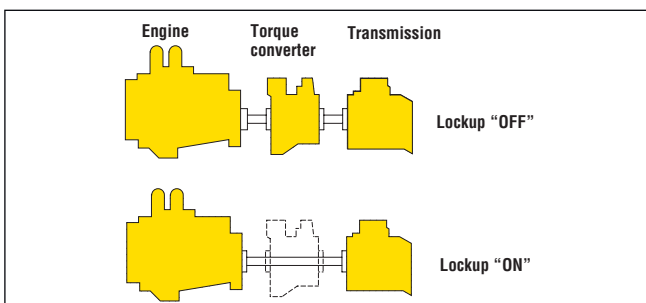 Engine
Torque
converter
Transmission
Lockup “OFF”
Lockup “ON”